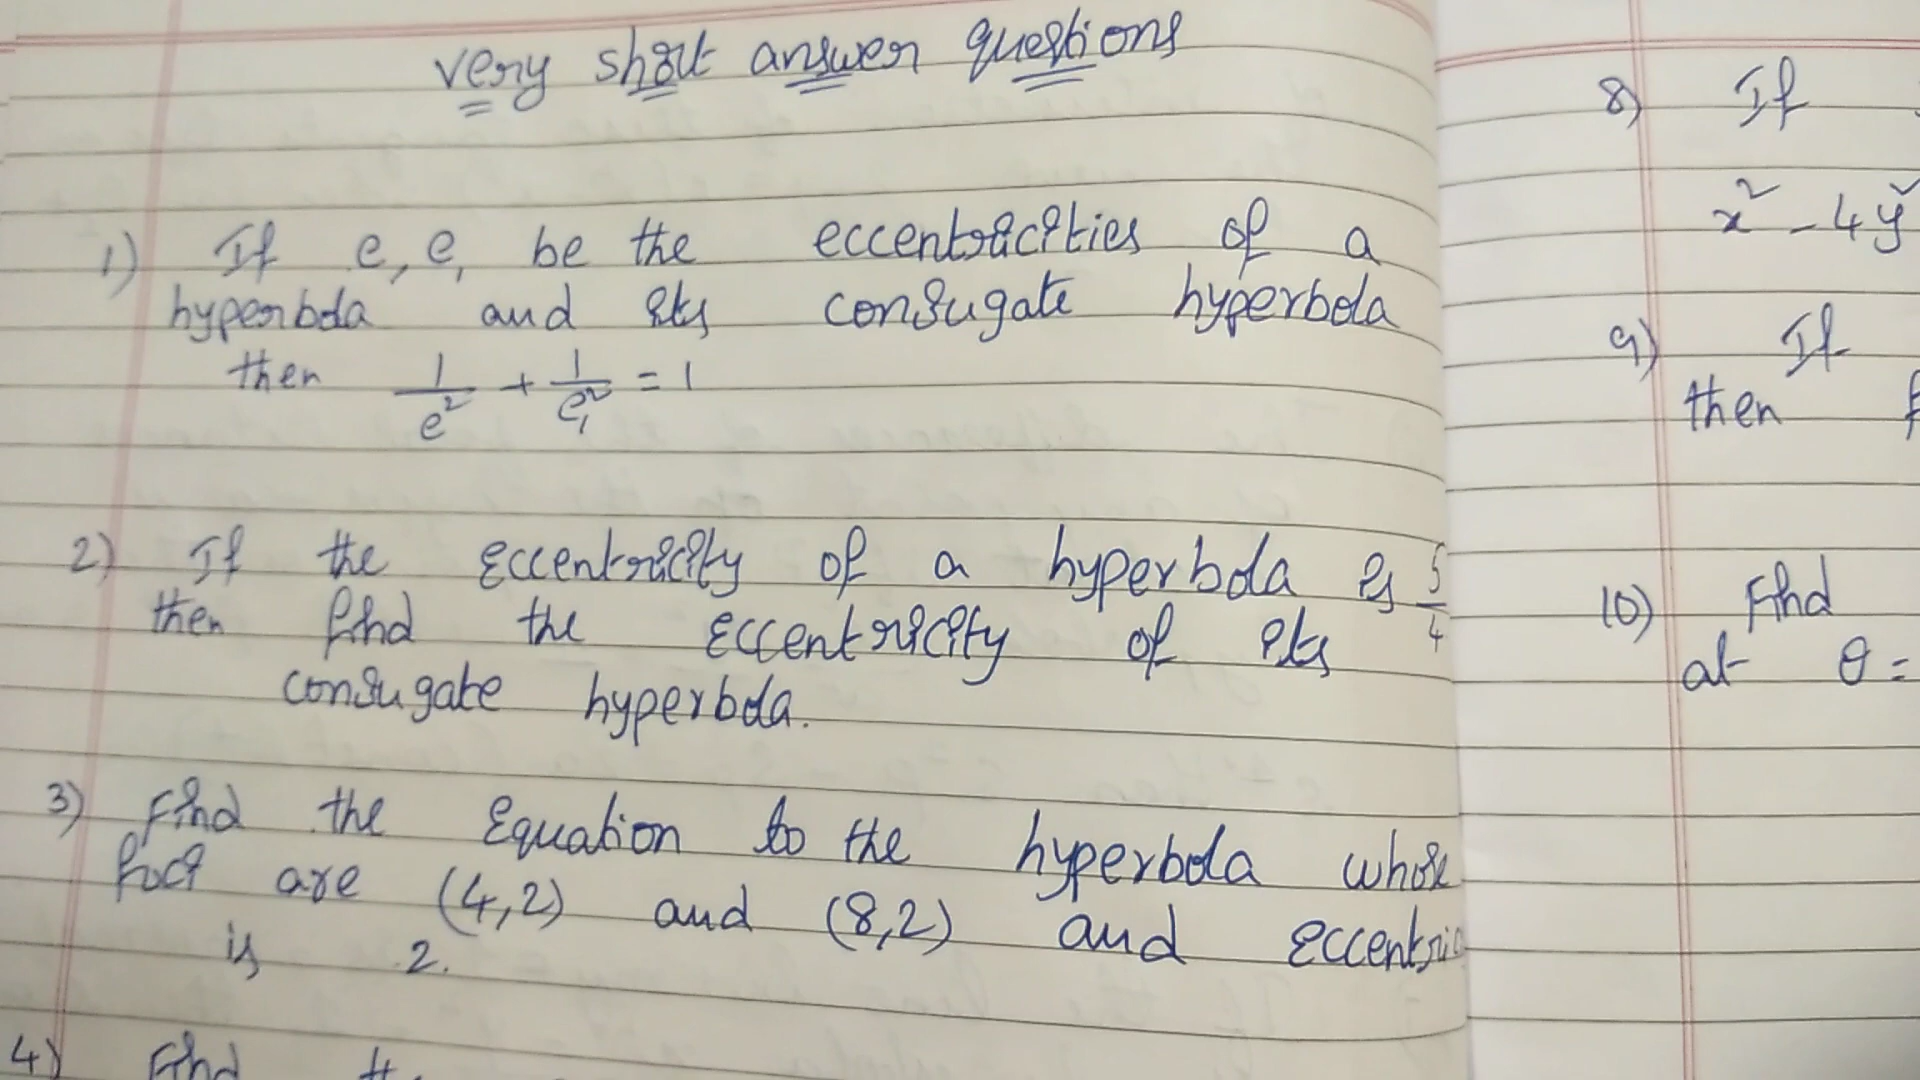 very short answer questions
1) If e, e₁ be the eccentricities of a
hyperbola and its conjugate hyperbola
then 1/e² + 1/e₁² = 1
2) If the eccentricity of a hyperbola is 5/4
then find the eccentricity of its
conjugate hyperbola.
3) Find the Equation to the hyperbola whose
foci are (4,2) and (8,2) and eccentric
is 2.
4) Find
8) If
x² - 4y²
9) If
then
10) Find
at θ =